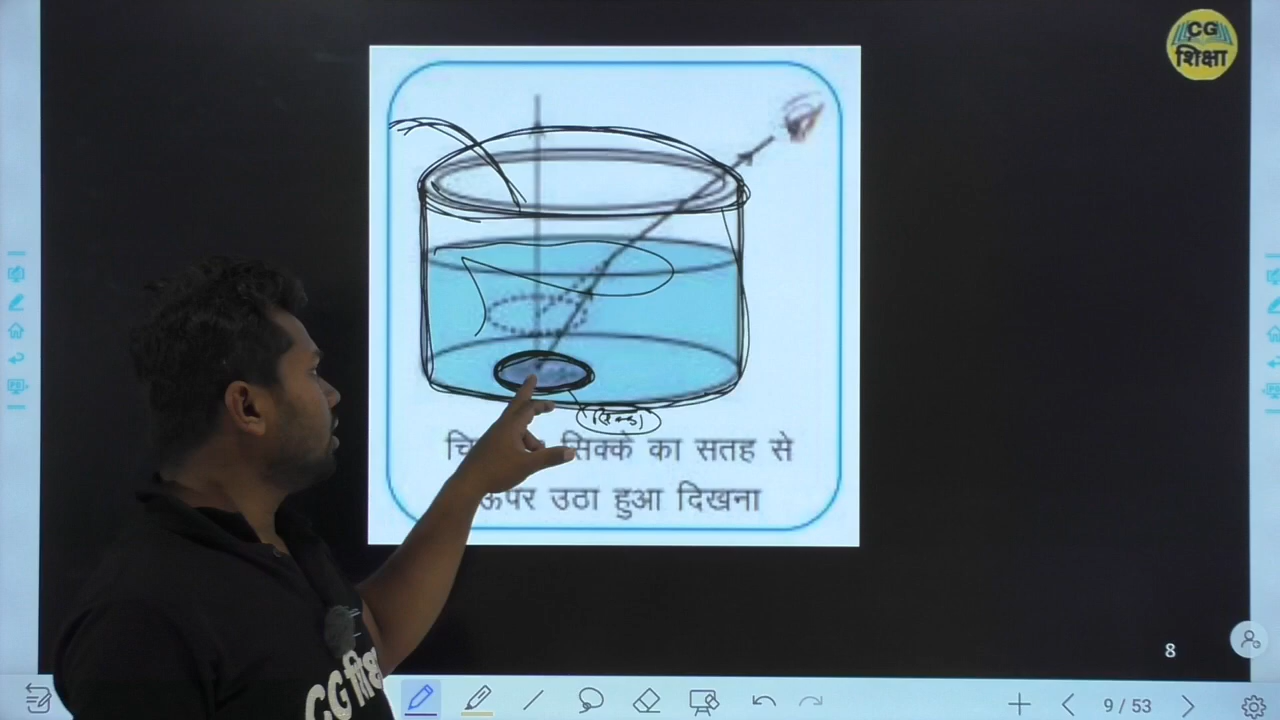 CG
शिक्षा
सिक्के का सतह से
ऊपर उठा हुआ दिखना
8
CG शिक्षा
9 / 53